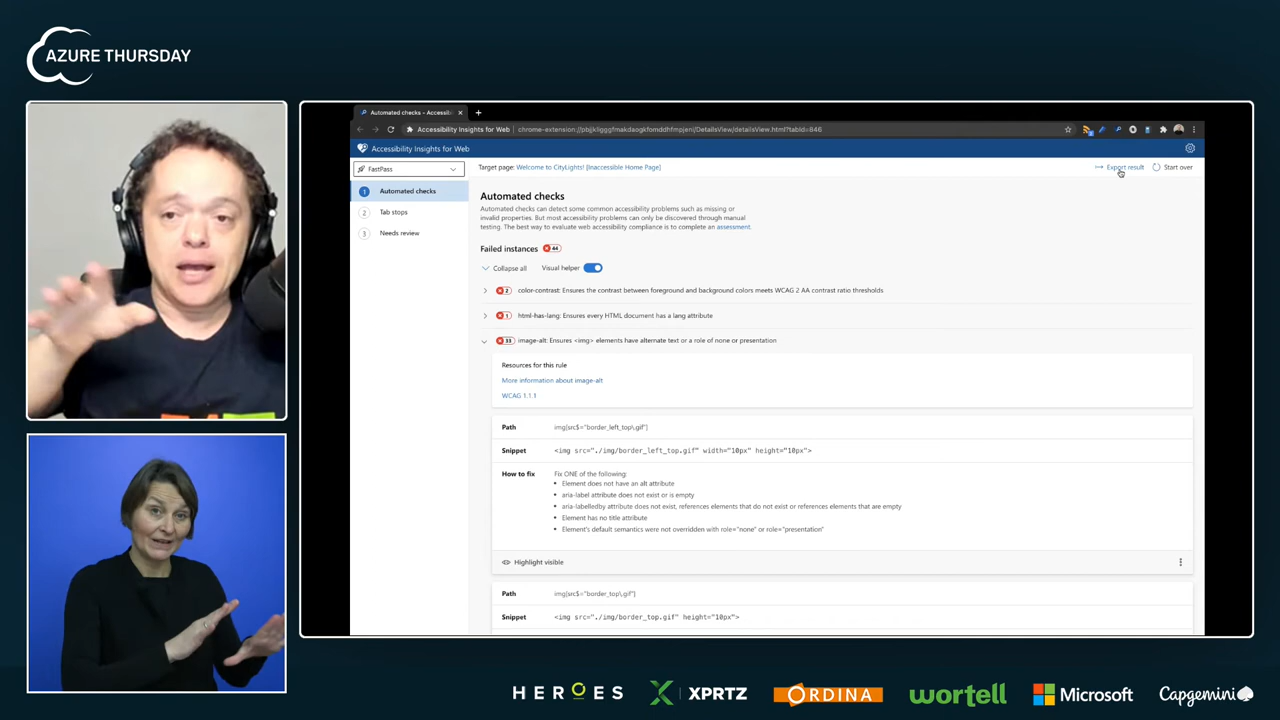 AZURE THURSDAY
Automated checks - Accessib
Accessibility Insights for Web
chrome-extension://pbjjkligggfmakdaogkfomddhfmpjeni/DetailsView/detailsView.html?tabId=846
Accessibility Insights for Web
FastPass
Target page: Welcome to CityLights! [Inaccessible Home Page]
Export result
Start over
1 Automated checks
2 Tab stops
3 Needs review
Automated checks
Automated checks can detect some common accessibility problems such as missing or
invalid properties. But most accessibility problems can only be discovered through manual
testing. The best way to evaluate web accessibility compliance is to complete an assessment.
Failed instances 44
Collapse all
Visual helper
2 color-contrast: Ensures the contrast between foreground and background colors meets WCAG 2 AA contrast ratio thresholds
1 html-has-lang: Ensures every HTML document has a lang attribute
33 image-alt: Ensures <img> elements have alternate text or a role of none or presentation
Resources for this rule
More information about image-alt
WCAG 1.1.1
Path img[src$="border_left_top\.gif"]
Snippet <img src="./img/border_left_top.gif" width="10px" height="10px">
How to fix Fix ONE of the following:
• Element does not have an alt attribute
• aria-label attribute does not exist or is empty
• aria-labelledby attribute does not exist, references elements that do not exist or references elements that are empty
• Element has no title attribute
• Element's default semantics were not overridden with role="none" or role="presentation"
Highlight visible
Path img[src$="border_top\.gif"]
Snippet <img src="./img/border_top.gif" height="10px">
HEROES
XPRTZ
ORDINA
wortell
Microsoft
Capgemini